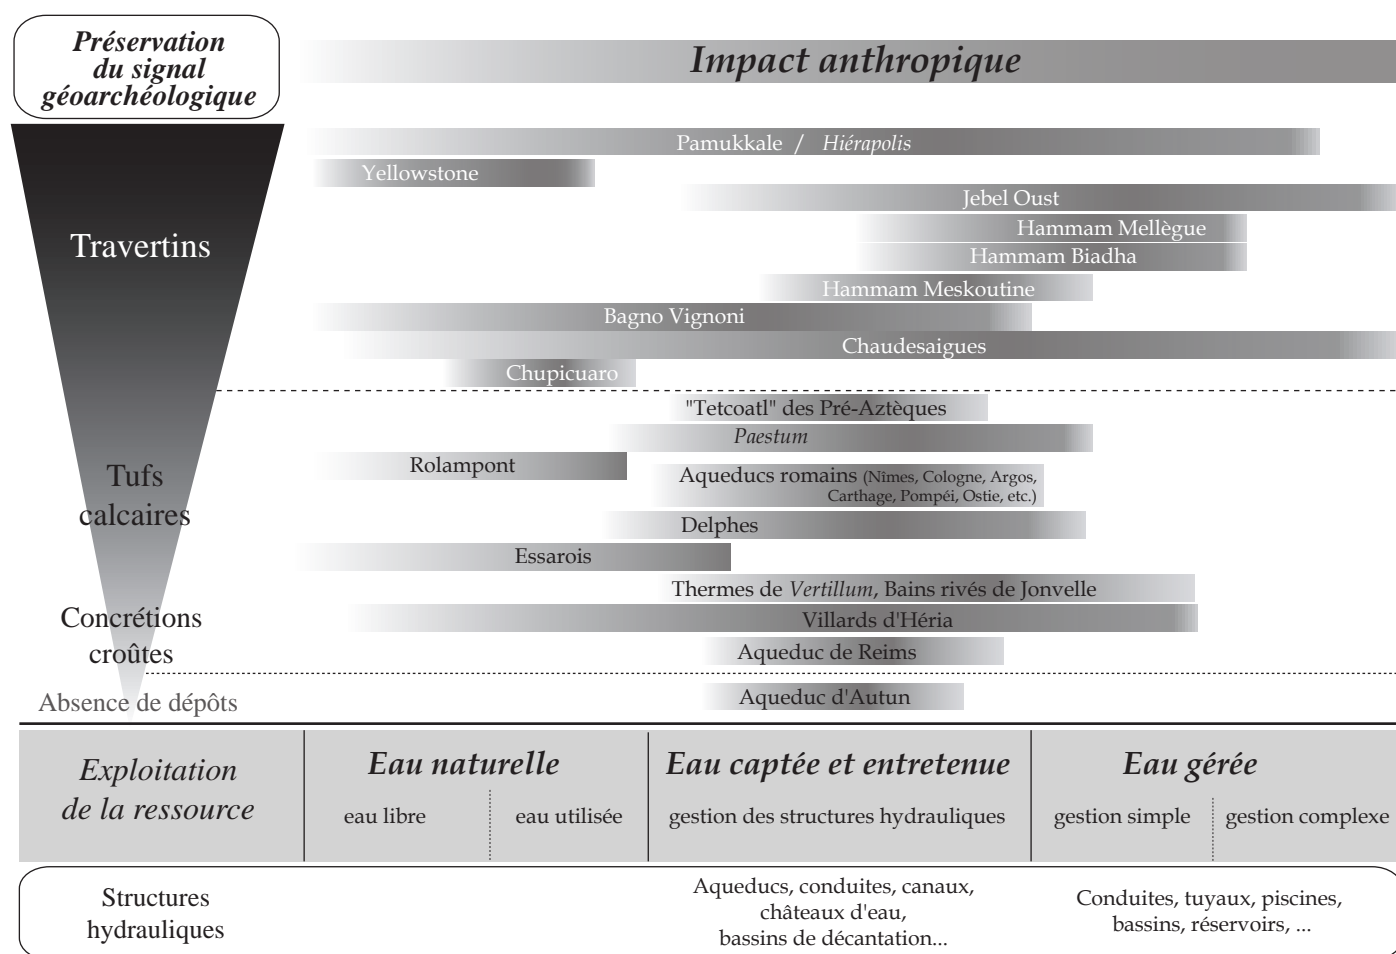 Préservation
du signal
géoarchéologique
Impact anthropique
Pamukkale / Hiérapolis
Yellowstone
Jebel Oust
Travertins
Hammam Mellègue
Hammam Biadha
Hammam Meskoutine
Bagno Vignoni
Chaudesaigues
Chupicuaro
"Tetcoatl" des Pré-Aztèques
Paestum
Rolampont
Tufs
calcaires
Aqueducs romains (Nîmes, Cologne, Argos,
Carthage, Pompéi, Ostie, etc.)
Delphes
Essarois
Thermes de Vertillum, Bains rivés de Jonvelle
Concrétions
croûtes
Villards d'Héria
Aqueduc de Reims
Absence de dépôts
Aqueduc d'Autun
Exploitation
de la ressource
Eau naturelle
eau libre
eau utilisée
Eau captée et entretenue
gestion des structures hydrauliques
Eau gérée
gestion simple
gestion complexe
Structures
hydrauliques
Aqueducs, conduites, canaux,
châteaux d'eau,
bassins de décantation...
Conduites, tuyaux, piscines,
bassins, réservoirs, ...